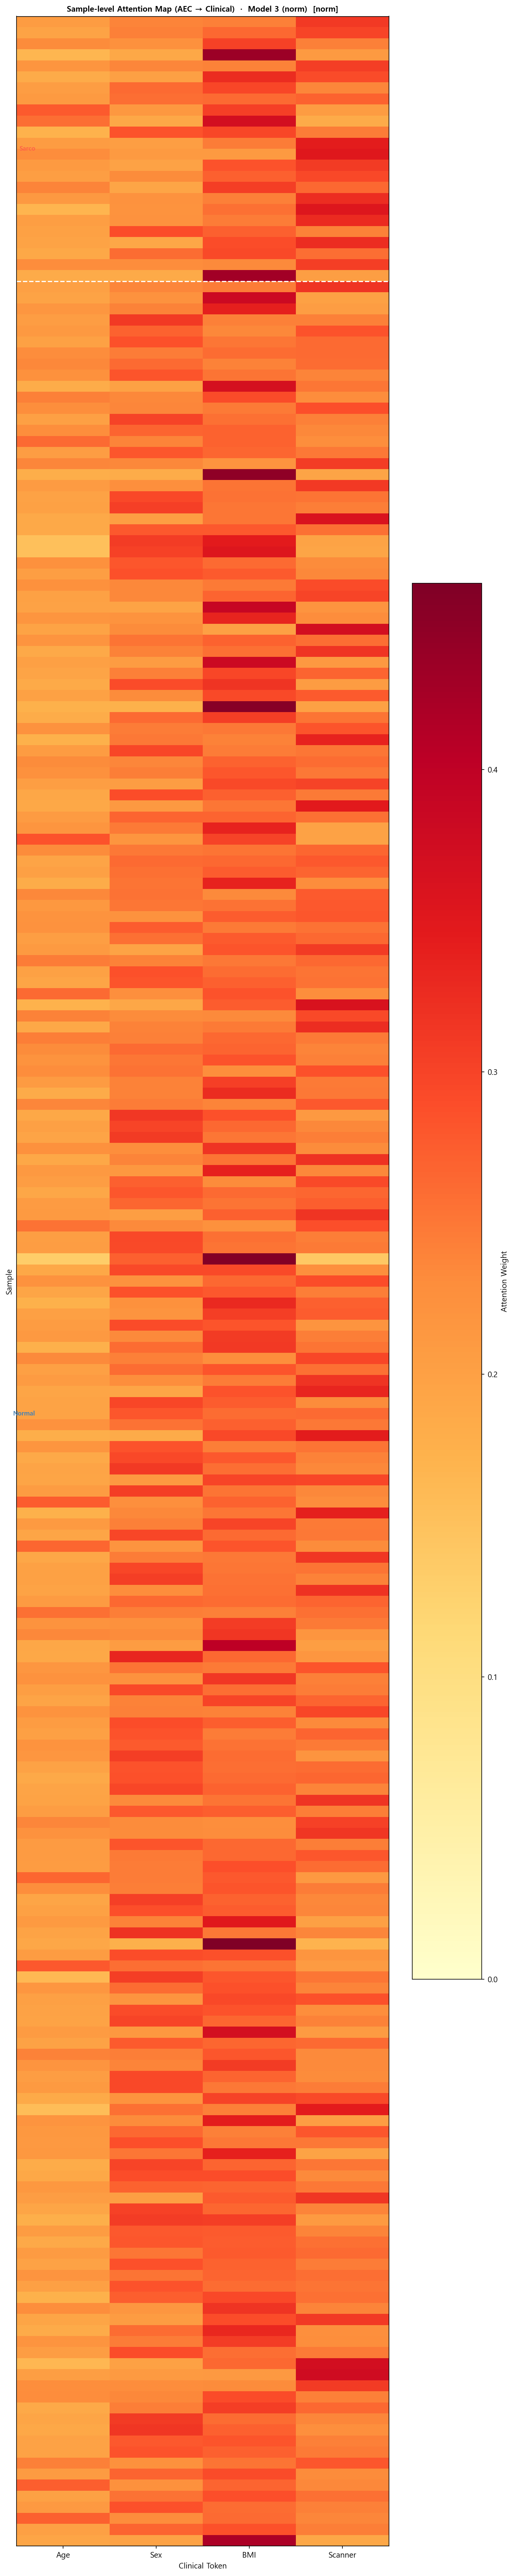 Sample-level Attention Map (AEC → Clinical)  ·  Model 3 (norm)  [norm]
Sarco
0.4
0.3
Attention Weight
Sample
0.2
Normal
0.1
0.0
Age Sex BMI Scanner
Clinical Token